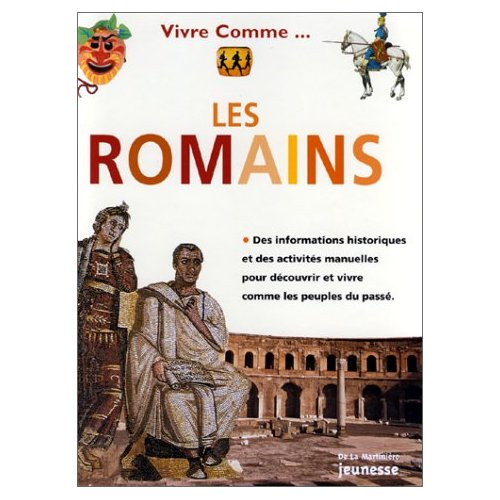 Vivre Comme ...
LES
ROMAINS
• Des informations historiques
et des activités manuelles
pour découvrir et vivre
comme les peuples du passé.
De La Martinière
jeunesse